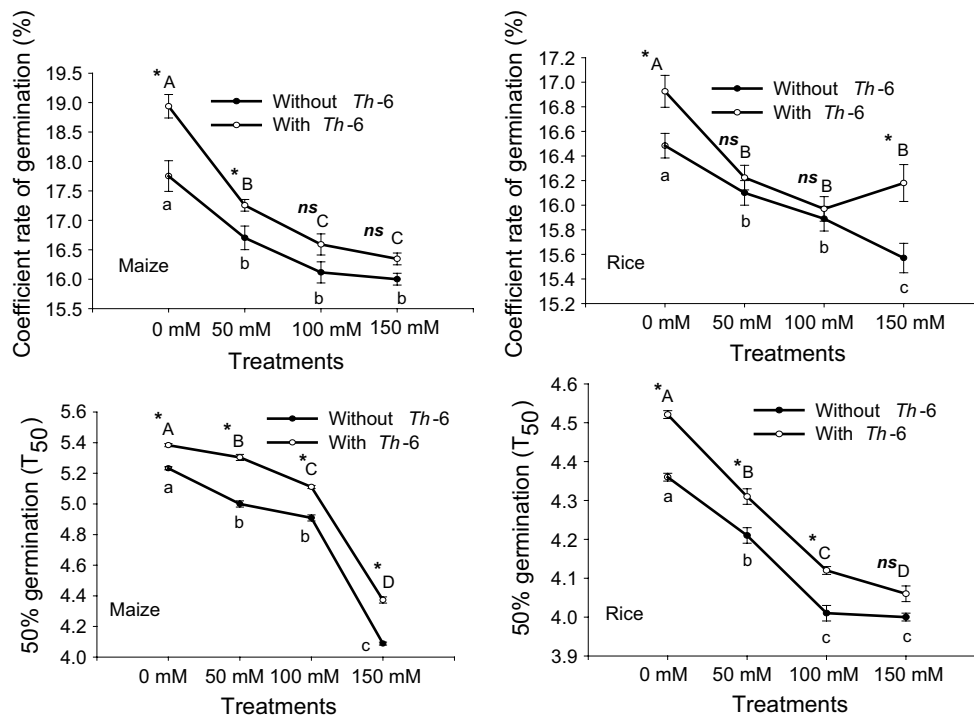 Coefficient rate of germination (%)
19.5
19.0
18.5
18.0
17.5
17.0
16.5
16.0
15.5
* A
* B
ns C
ns C
a
b
b
b
Without Th-6
With Th-6
Maize
0 mM 50 mM 100 mM 150 mM
Treatments
Coefficient rate of germination (%)
17.2
17.0
16.8
16.6
16.4
16.2
16.0
15.8
15.6
15.4
15.2
* A
ns B
ns B
* B
a
b
b
c
Without Th-6
With Th-6
Rice
0 mM 50 mM 100 mM 150 mM
Treatments
50% germination (T50)
5.6
5.4
5.2
5.0
4.8
4.6
4.4
4.2
4.0
* A
* B
* C
* D
a
b
b
c
Without Th-6
With Th-6
Maize
0 mM 50 mM 100 mM 150 mM
Treatments
50% germination (T50)
4.6
4.5
4.4
4.3
4.2
4.1
4.0
3.9
* A
* B
* C
ns D
a
b
c
c
Without Th-6
With Th-6
Rice
0 mM 50 mM 100 mM 150 mM
Treatments